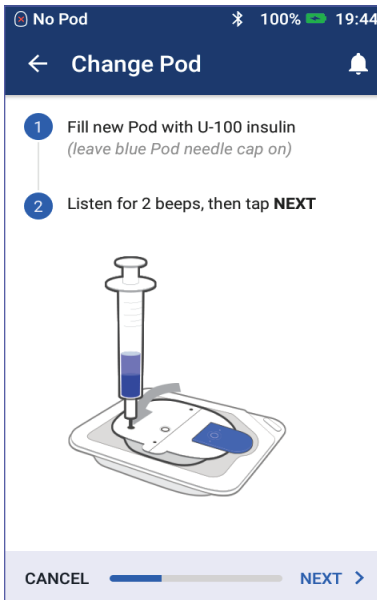 No Pod 100% 19:44
Change Pod
1 Fill new Pod with U-100 insulin
(leave blue Pod needle cap on)
2 Listen for 2 beeps, then tap NEXT
CANCEL NEXT